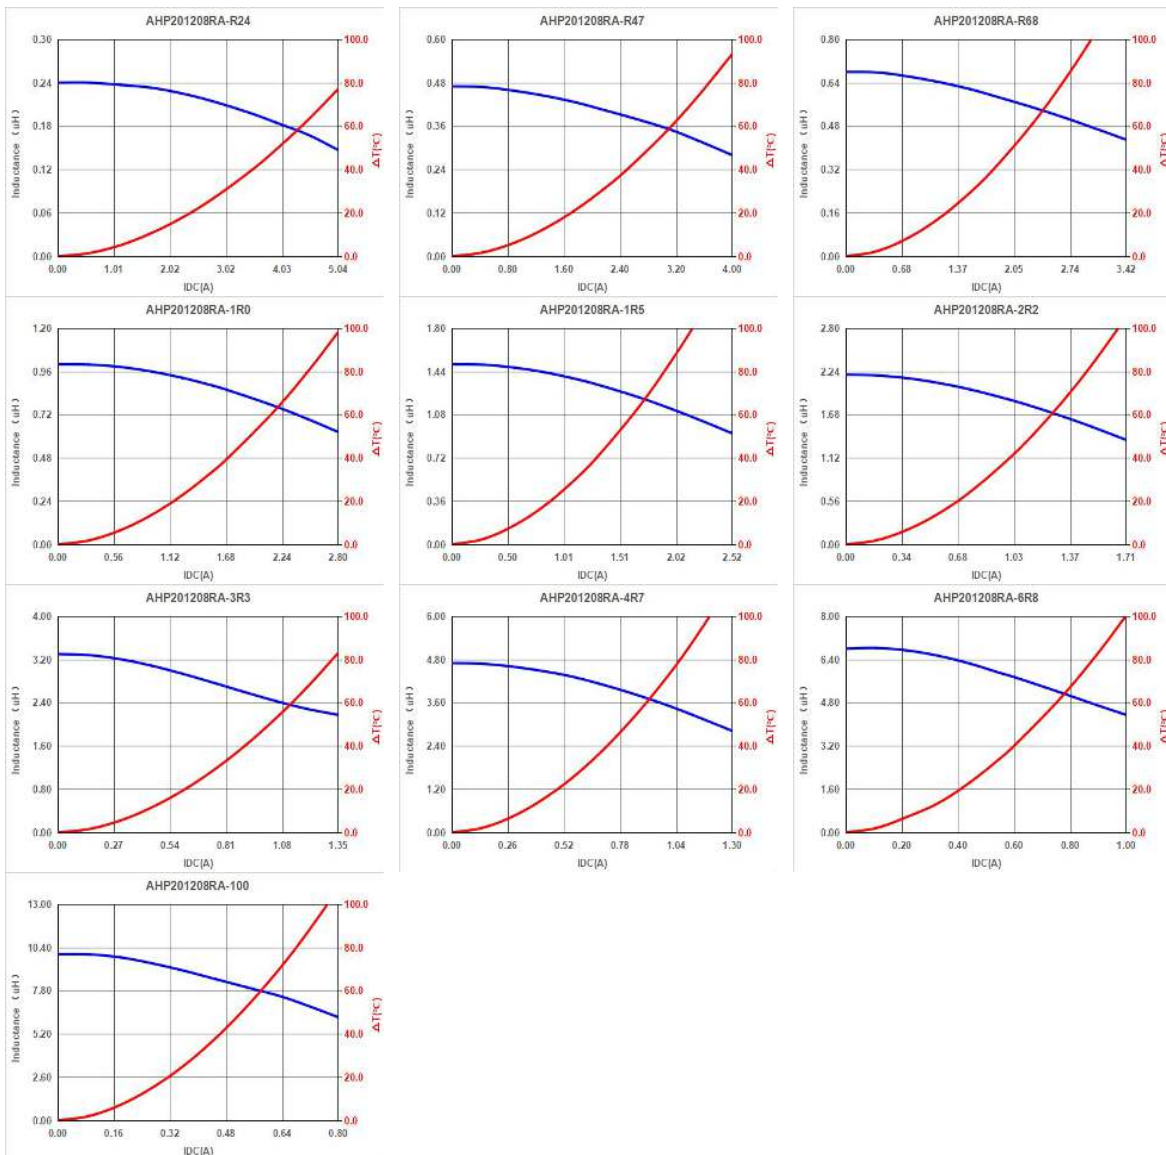 AHP201208RA-R24
0.30
0.24
0.18
0.12
0.06
0.00
Inductance (uH)
100.0
80.0
60.0
40.0
20.0
0.0
ΔT(℃)
0.00 1.01 2.02 3.02 4.03 5.04
IDC(A)
AHP201208RA-R47
0.60
0.48
0.36
0.24
0.12
0.00
Inductance (uH)
100.0
80.0
60.0
40.0
20.0
0.0
ΔT(℃)
0.00 0.80 1.60 2.40 3.20 4.00
IDC(A)
AHP201208RA-R68
0.80
0.64
0.48
0.32
0.16
0.00
Inductance (uH)
100.0
80.0
60.0
40.0
20.0
0.0
ΔT(℃)
0.00 0.68 1.37 2.05 2.74 3.42
IDC(A)
AHP201208RA-1R0
1.20
0.96
0.72
0.48
0.24
0.00
Inductance (uH)
100.0
80.0
60.0
40.0
20.0
0.0
ΔT(℃)
0.00 0.56 1.12 1.68 2.24 2.80
IDC(A)
AHP201208RA-1R5
1.80
1.44
1.08
0.72
0.36
0.00
Inductance (uH)
100.0
80.0
60.0
40.0
20.0
0.0
ΔT(℃)
0.00 0.50 1.01 1.51 2.02 2.52
IDC(A)
AHP201208RA-2R2
2.80
2.24
1.68
1.12
0.56
0.00
Inductance (uH)
100.0
80.0
60.0
40.0
20.0
0.0
ΔT(℃)
0.00 0.34 0.68 1.03 1.37 1.71
IDC(A)
AHP201208RA-3R3
4.00
3.20
2.40
1.60
0.80
0.00
Inductance (uH)
100.0
80.0
60.0
40.0
20.0
0.0
ΔT(℃)
0.00 0.27 0.54 0.81 1.08 1.35
IDC(A)
AHP201208RA-4R7
6.00
4.80
3.60
2.40
1.20
0.00
Inductance (uH)
100.0
80.0
60.0
40.0
20.0
0.0
ΔT(℃)
0.00 0.26 0.52 0.78 1.04 1.30
IDC(A)
AHP201208RA-6R8
8.00
6.40
4.80
3.20
1.60
0.00
Inductance (uH)
100.0
80.0
60.0
40.0
20.0
0.0
ΔT(℃)
0.00 0.20 0.40 0.60 0.80 1.00
IDC(A)
AHP201208RA-100
13.00
10.40
7.80
5.20
2.60
0.00
Inductance (uH)
100.0
80.0
60.0
40.0
20.0
0.0
ΔT(℃)
0.00 0.16 0.32 0.48 0.64 0.80
IDC(A)